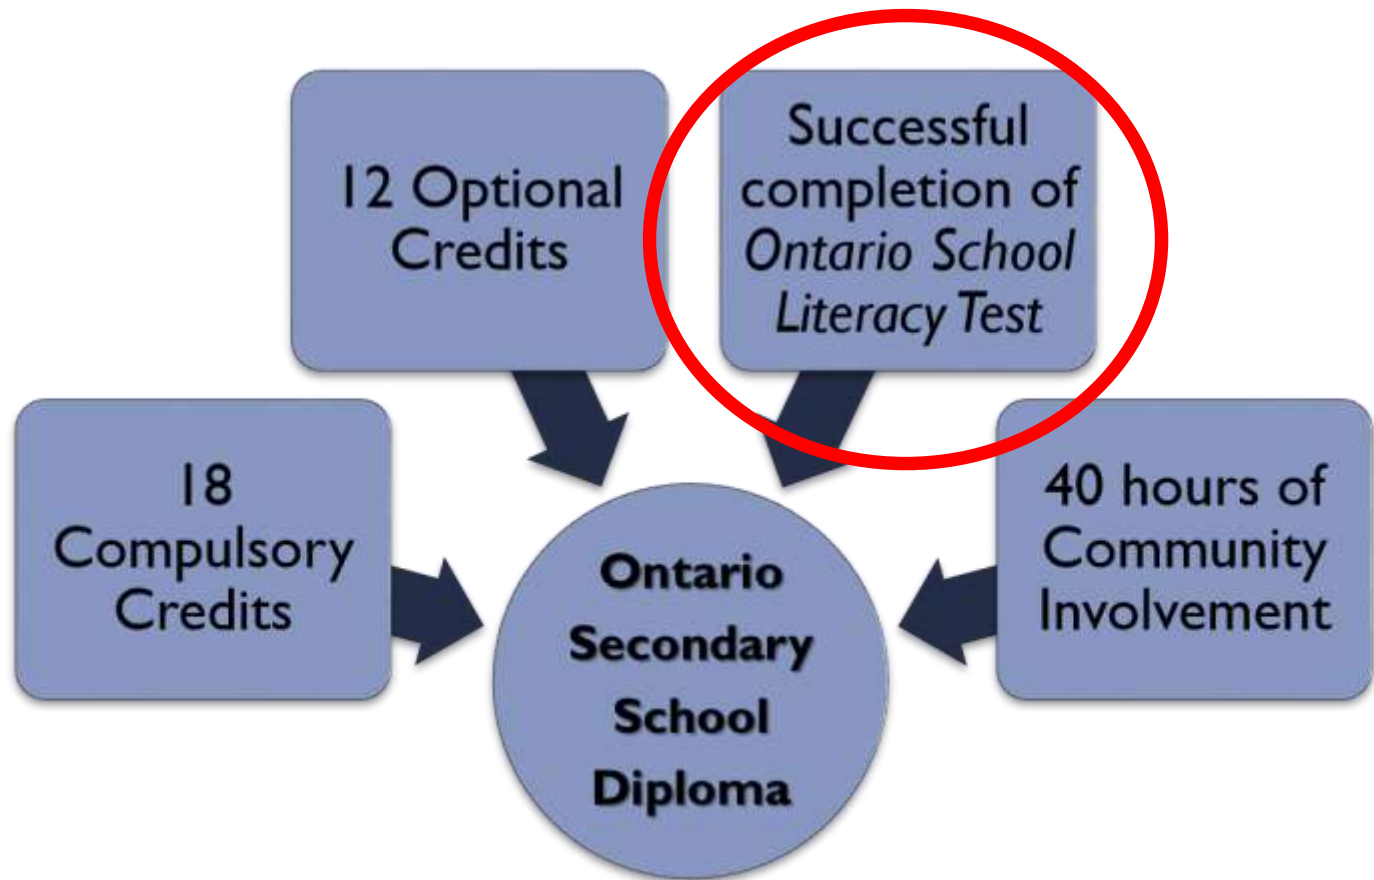 12 Optional
Credits
Successful
completion of
Ontario School
Literacy Test
18
Compulsory
Credits
40 hours of
Community
Involvement
Ontario
Secondary
School
Diploma